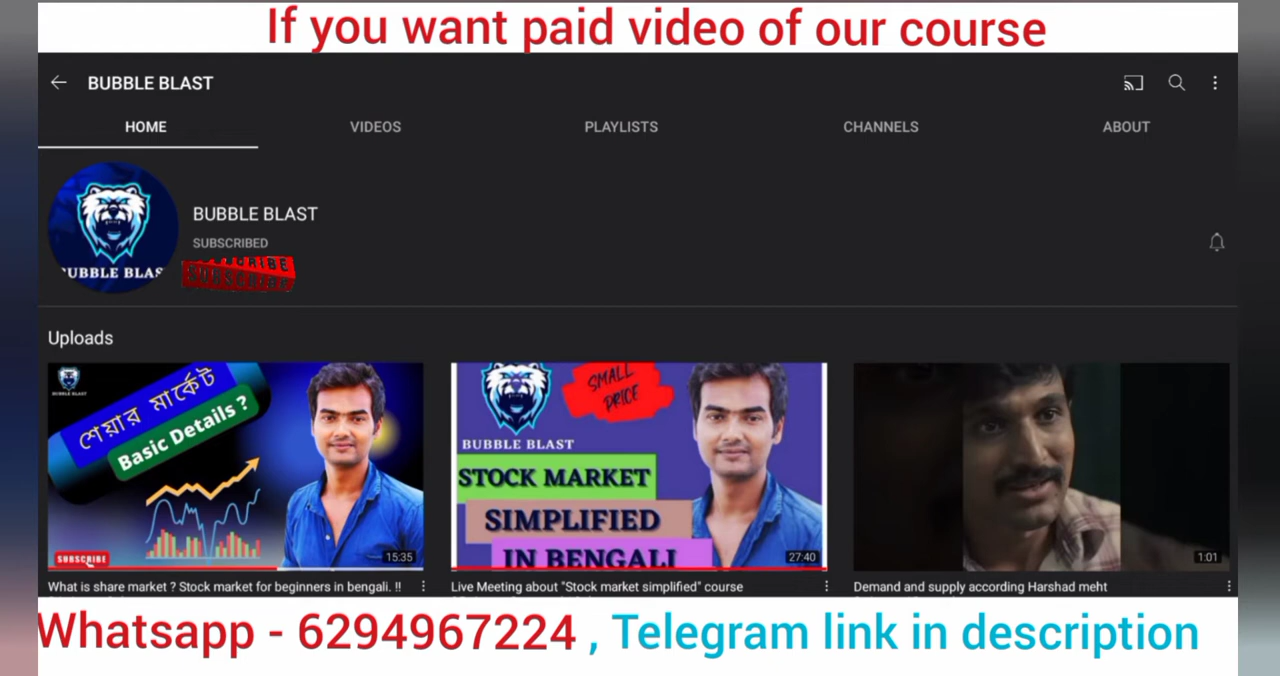 If you want paid video of our course
BUBBLE BLAST
HOME VIDEOS PLAYLISTS CHANNELS ABOUT
BUBBLE BLAST
SUBSCRIBED
SUBSCRIBE
Uploads
BUBBLE BLAST
শেয়ার মার্কেট
Basic Details ?
SUBSCRIBE
15:35
SMALL
PRICE
BUBBLE BLAST
STOCK MARKET
SIMPLIFIED
IN BENGALI
27:40
1:01
What is share market ? Stock market for beginners in bengali. !!
Live Meeting about "Stock market simplified" course
Demand and supply according Harshad meht
Whatsapp - 6294967224 , Telegram link in description